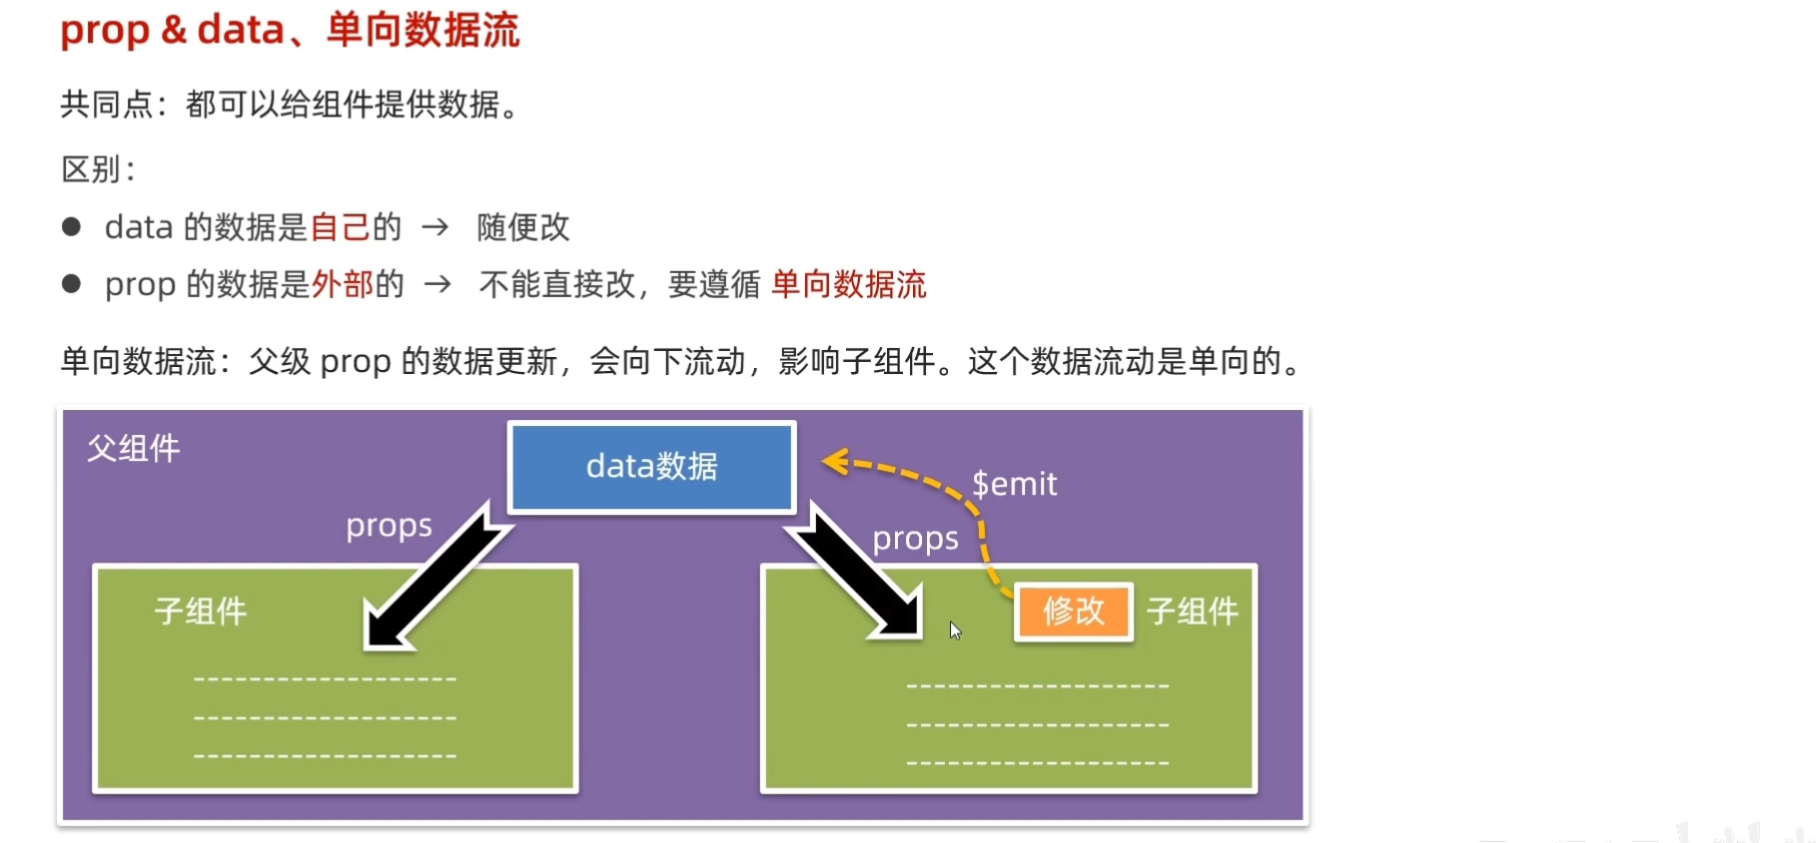 prop & data、单向数据流
共同点：都可以给组件提供数据。
区别：
● data 的数据是自己的 → 随便改
● prop 的数据是外部的 → 不能直接改，要遵循 单向数据流
单向数据流：父级 prop 的数据更新，会向下流动，影响子组件。这个数据流动是单向的。
父组件
data数据
$emit
props
props
子组件
修改
子组件